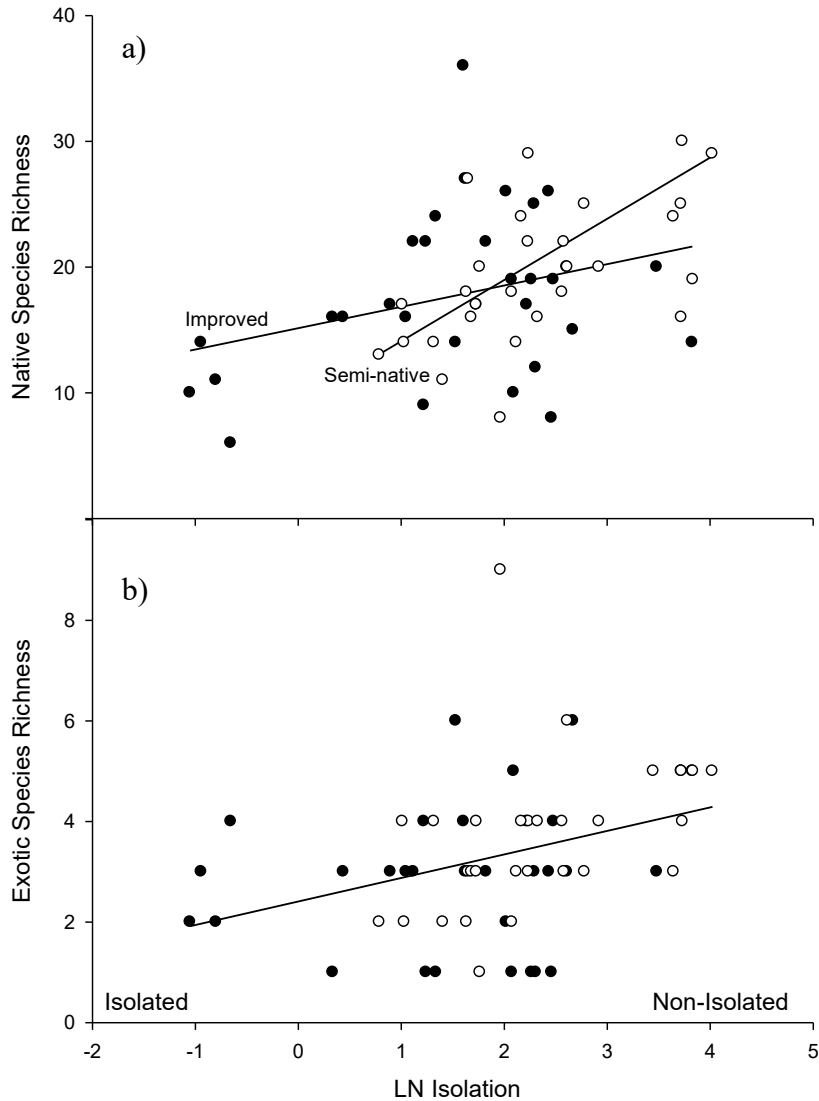 40
a)
30
Native Species Richness
20
Improved
Semi-native
10
b)
8
6
Exotic Species Richness
4
2
Isolated
Non-Isolated
0
-2 -1 0 1 2 3 4 5
LN Isolation